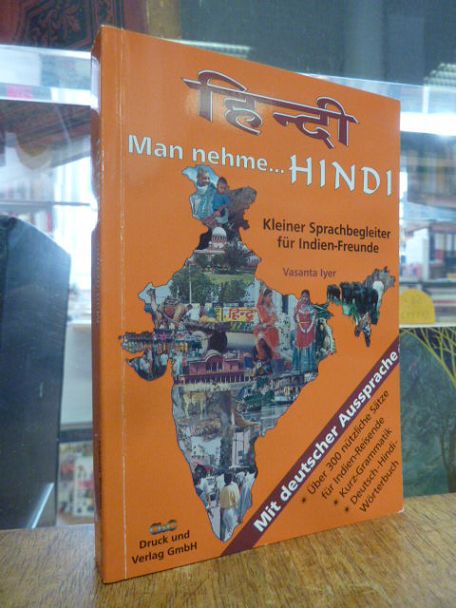 हिन्दी
Man nehme... HINDI
Kleiner Sprachbegleiter
für Indien-Freunde
Vasanta Iyer
Mit deutscher Aussprache
* Über 300 nützliche Sätze
für Indien-Reisende
* Kurz-Grammatik
* Deutsch-Hindi-
Wörterbuch
Druck und
Verlag GmbH